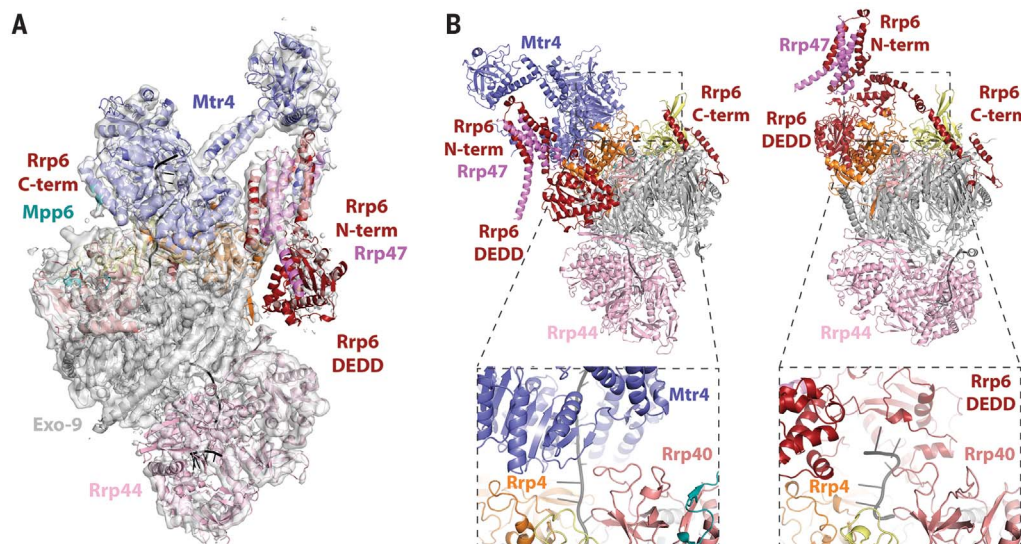 A
Mtr4
Rrp6
C-term
Mpp6
Rrp6
N-term
Rrp47
Rrp6
DEDD
Exo-9
Rrp44
B
Mtr4
Rrp6
N-term
Rrp47
Rrp6
DEDD
Rrp6
C-term
Rrp44
Rrp47
Rrp6
N-term
Rrp6
DEDD
Rrp6
C-term
Rrp44
Mtr4
Rrp40
Rrp4
Rrp6
DEDD
Rrp40
Rrp4